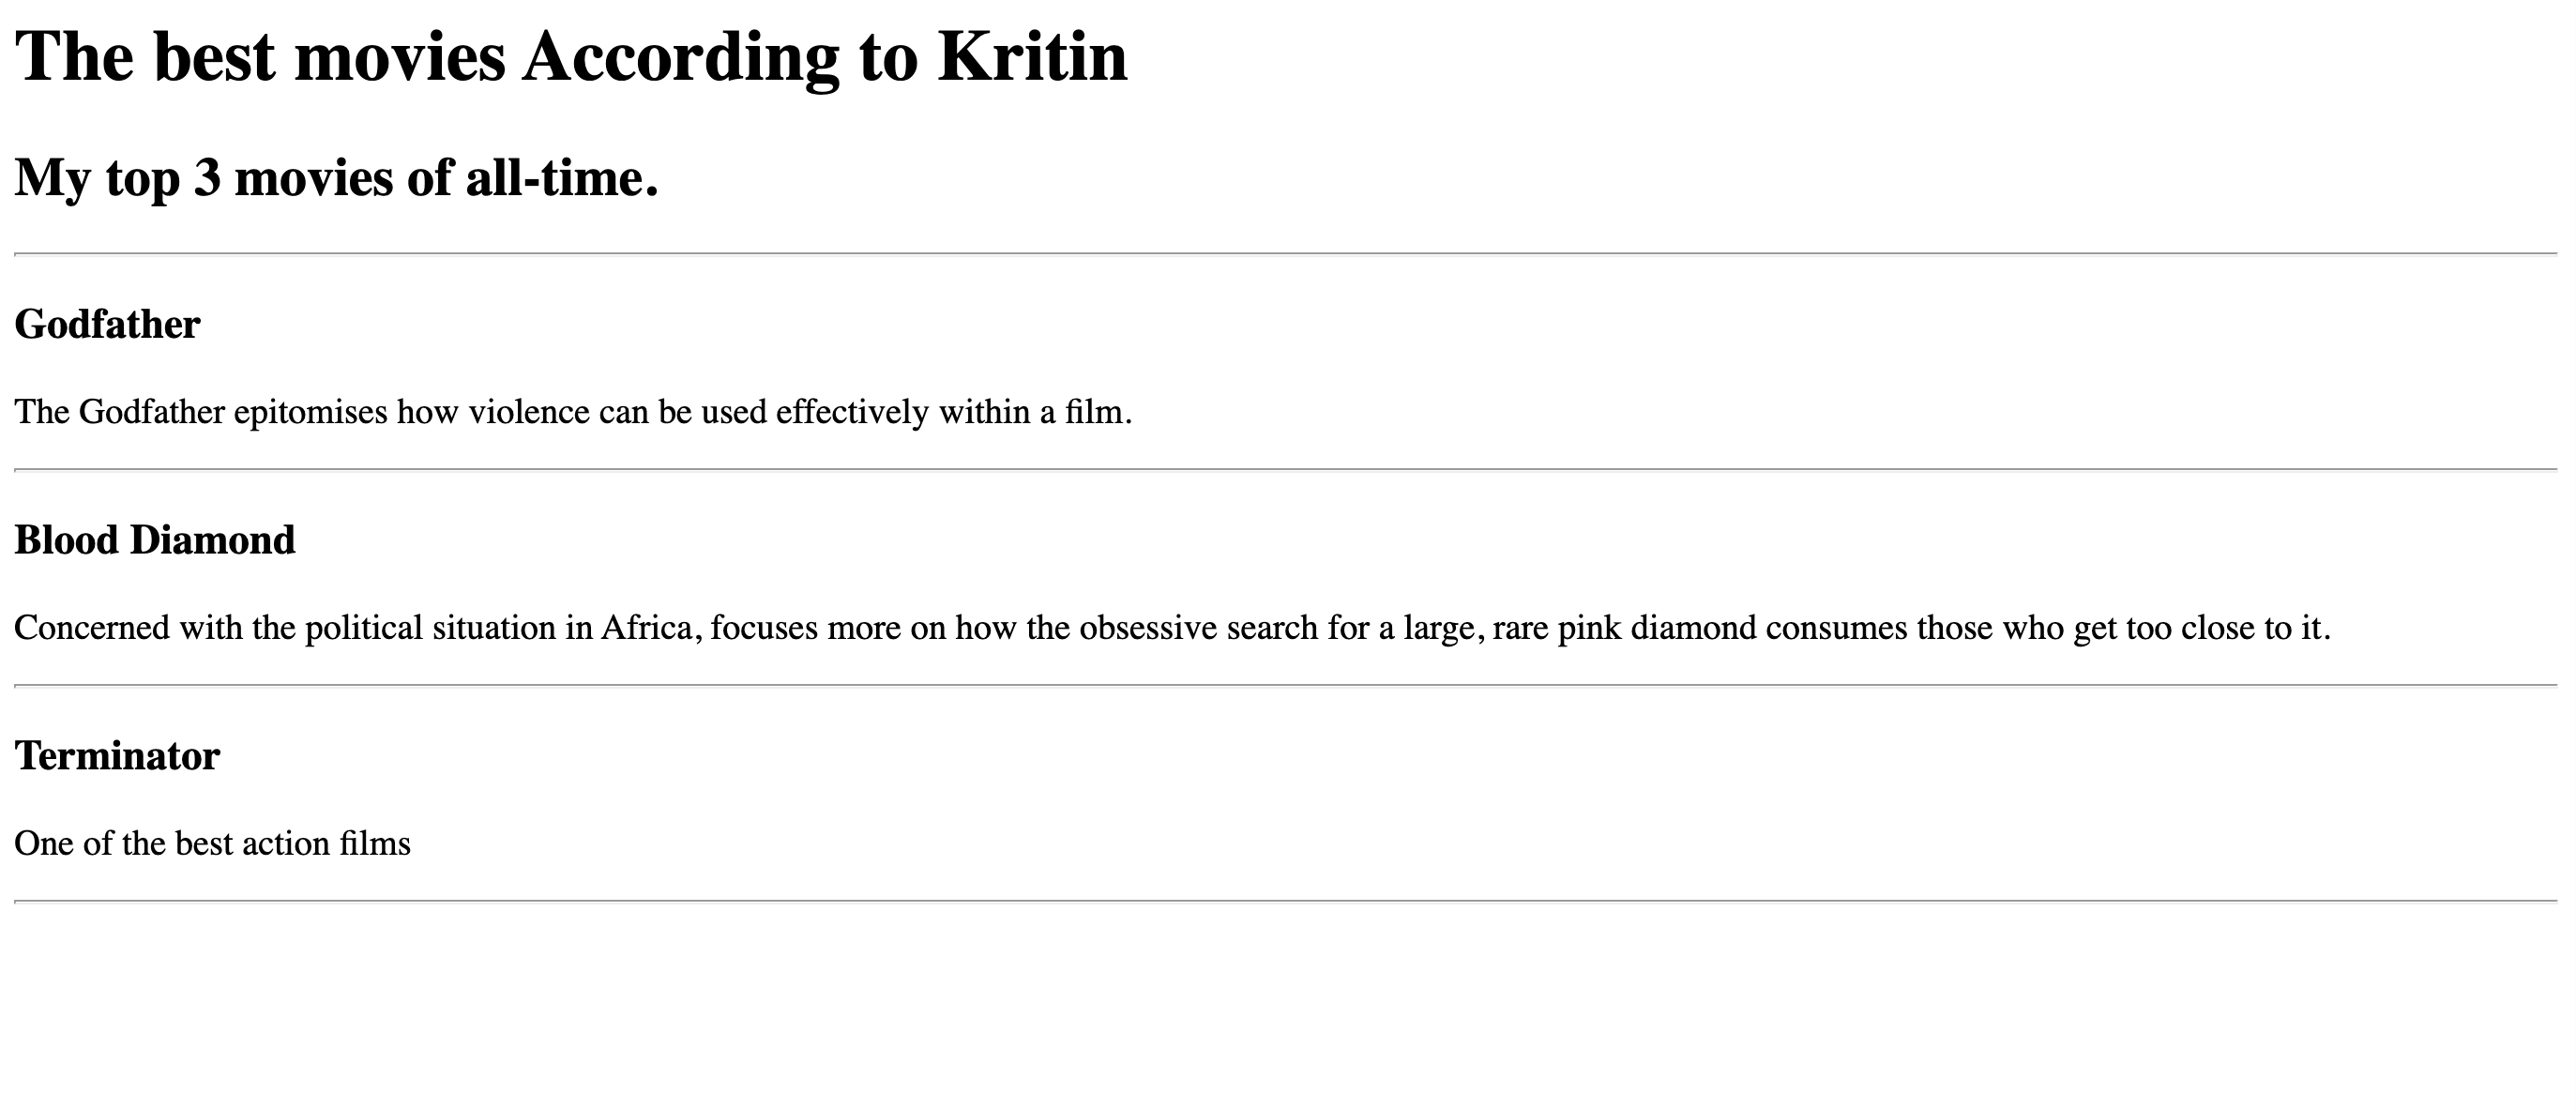 The best movies According to Kritin
My top 3 movies of all-time.
Godfather
The Godfather epitomises how violence can be used effectively within a film.
Blood Diamond
Concerned with the political situation in Africa, focuses more on how the obsessive search for a large, rare pink diamond consumes those who get too close to it.
Terminator
One of the best action films